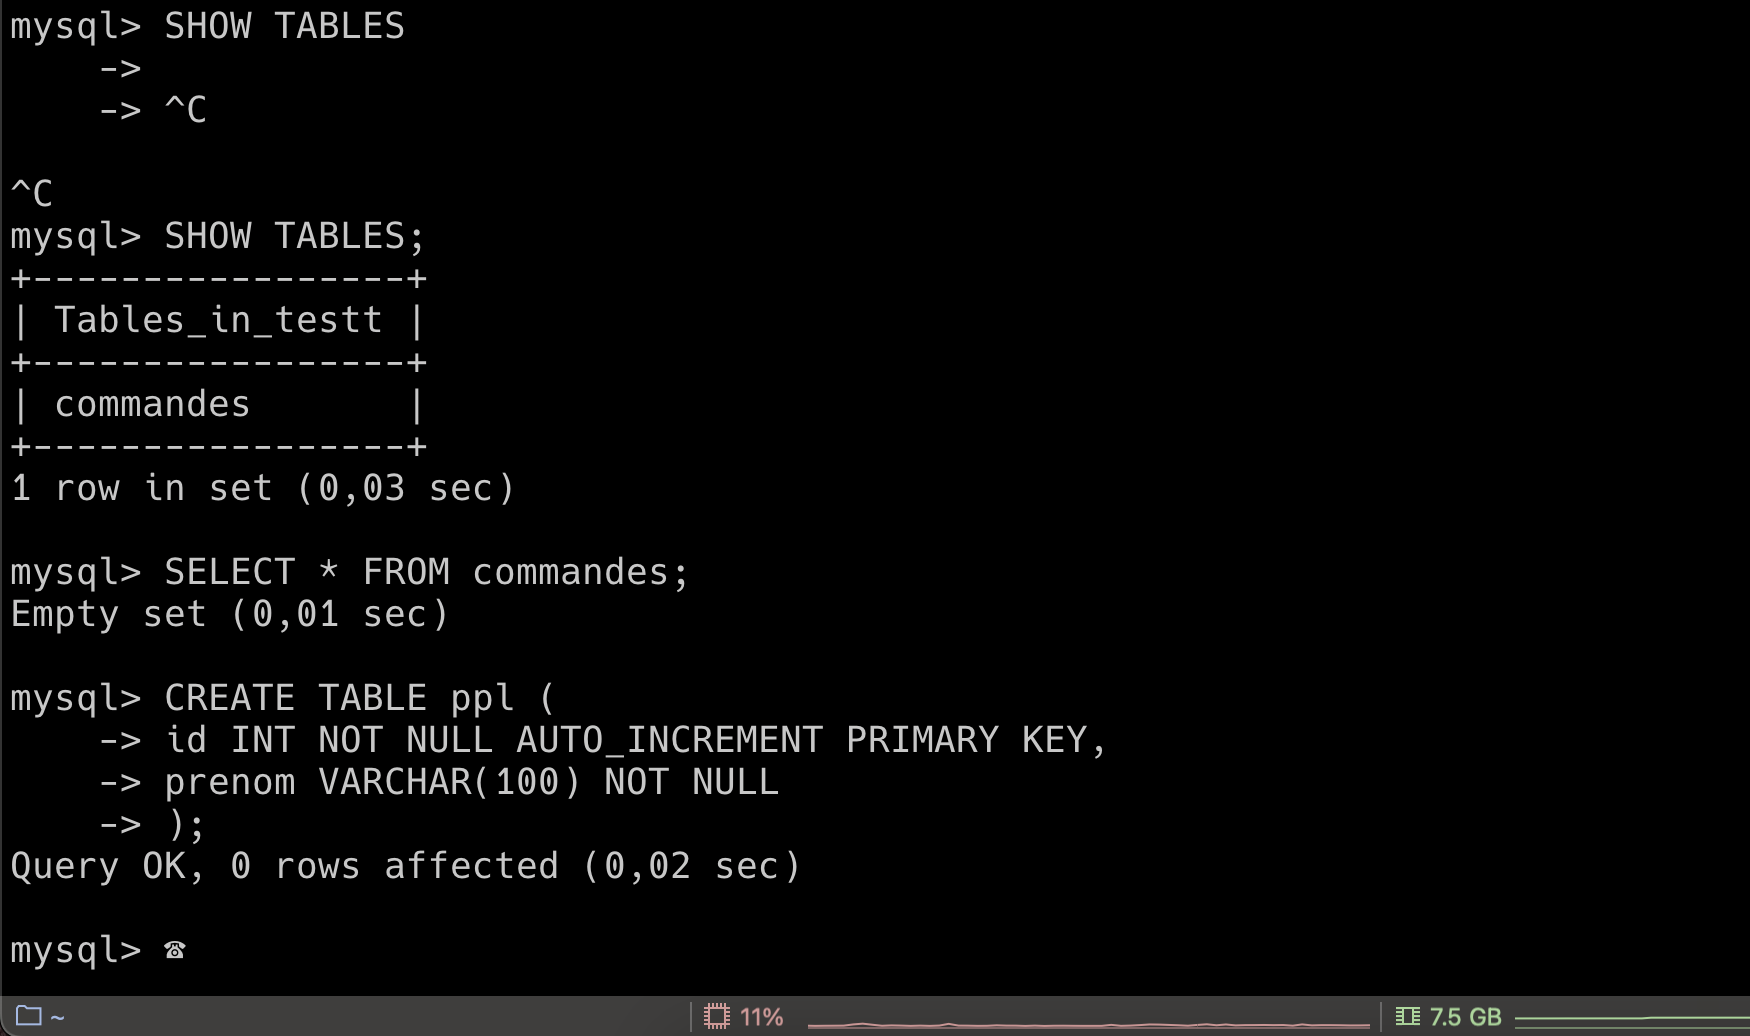 mysql> SHOW TABLES
    ->
    -> ^C

^C
mysql> SHOW TABLES;
+-----------------+
| Tables_in_testt |
+-----------------+
| commandes       |
+-----------------+
1 row in set (0,03 sec)

mysql> SELECT * FROM commandes;
Empty set (0,01 sec)

mysql> CREATE TABLE ppl (
    -> id INT NOT NULL AUTO_INCREMENT PRIMARY KEY,
    -> prenom VARCHAR(100) NOT NULL
    -> );
Query OK, 0 rows affected (0,02 sec)

mysql> ☎
~ 11% 7.5 GB